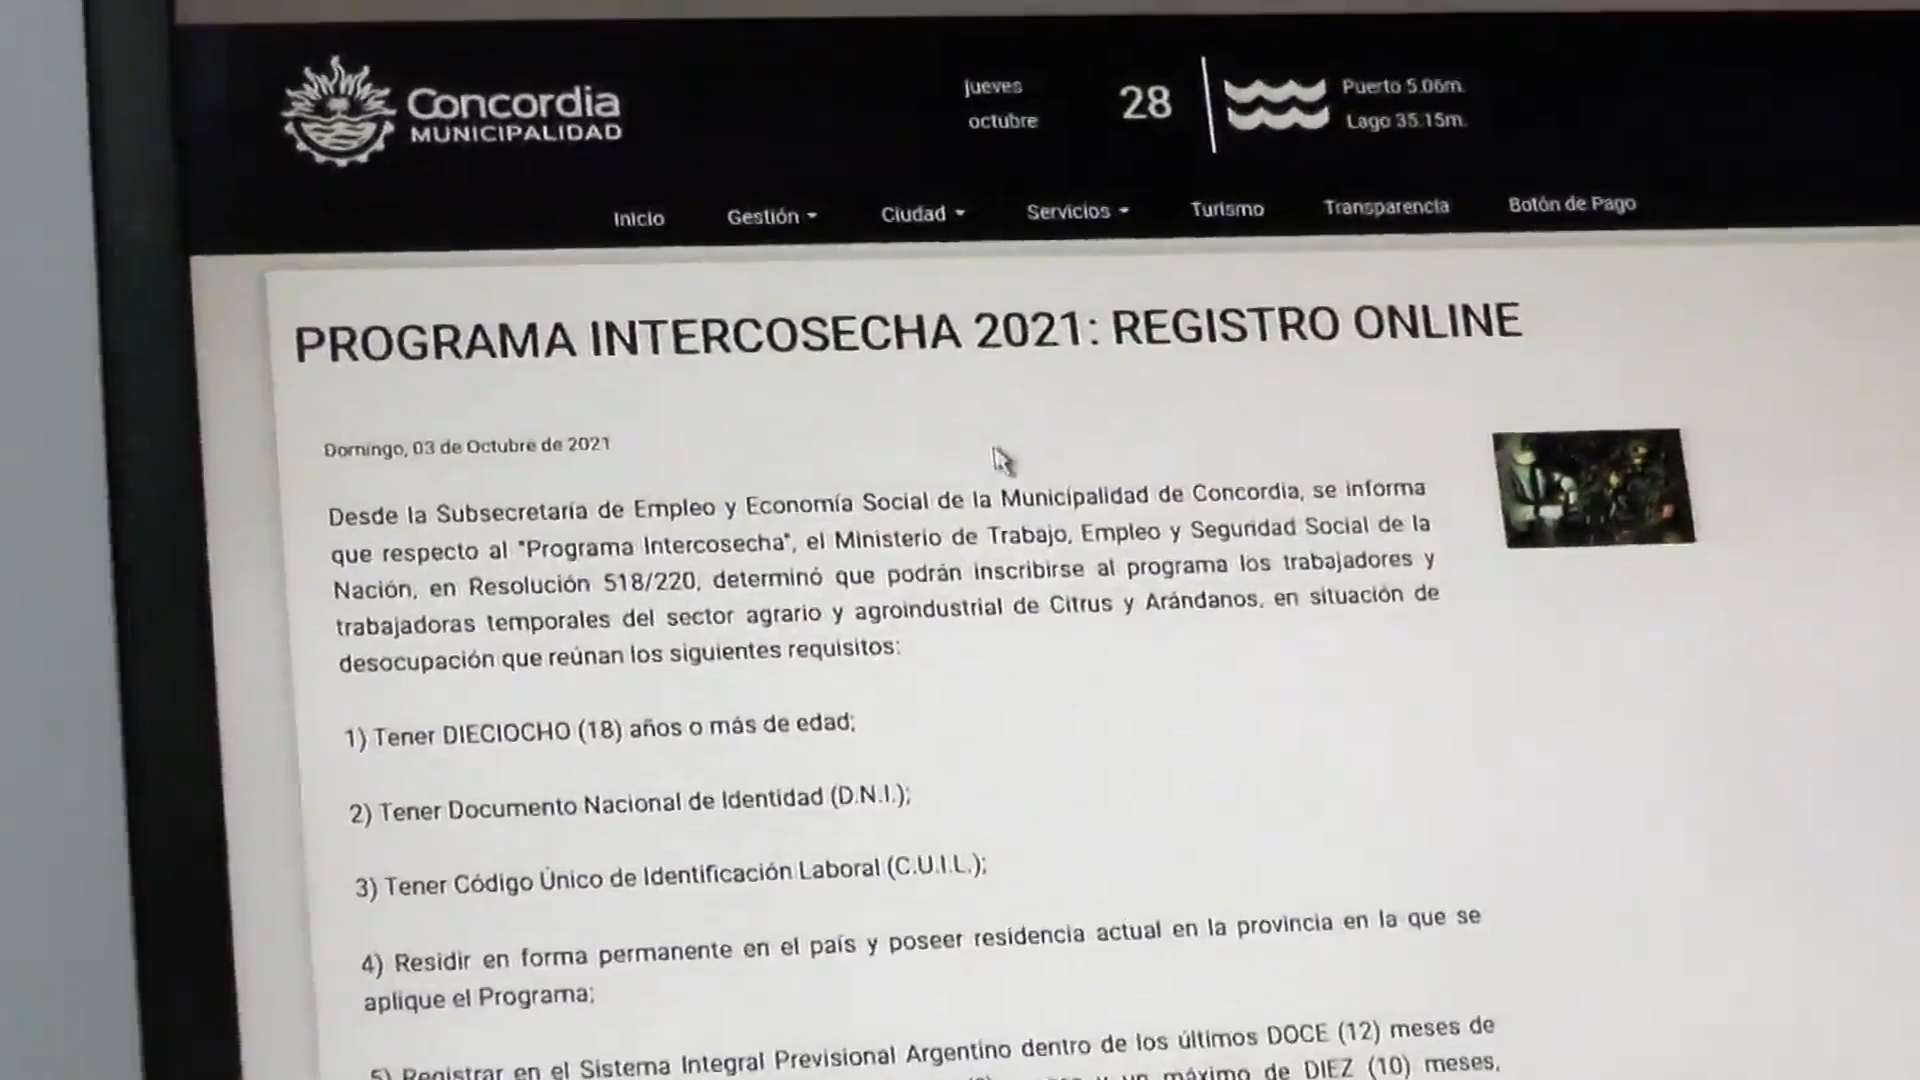 Concordia
MUNICIPALIDAD
jueves
octubre
28
Puerto 5.06m.
Lago 35.15m.
Inicio
Gestión
Ciudad
Servicios
Turismo
Transparencia
Botón de Pago
PROGRAMA INTERCOSECHA 2021: REGISTRO ONLINE
Domingo, 03 de Octubre de 2021
Desde la Subsecretaría de Empleo y Economía Social de la Municipalidad de Concordia, se informa
que respecto al "Programa Intercosecha", el Ministerio de Trabajo, Empleo y Seguridad Social de la
Nación, en Resolución 518/220, determinó que podrán inscribirse al programa los trabajadores y
trabajadoras temporales del sector agrario y agroindustrial de Citrus y Arándanos, en situación de
desocupación que reúnan los siguientes requisitos:
1) Tener DIECIOCHO (18) años o más de edad;
2) Tener Documento Nacional de Identidad (D.N.I.);
3) Tener Código Único de Identificación Laboral (C.U.I.L.);
4) Residir en forma permanente en el país y poseer residencia actual en la provincia en la que se
aplique el Programa;
5) Registrar en el Sistema Integral Previsional Argentino dentro de los últimos DOCE (12) meses de
y un máximo de DIEZ (10) meses,